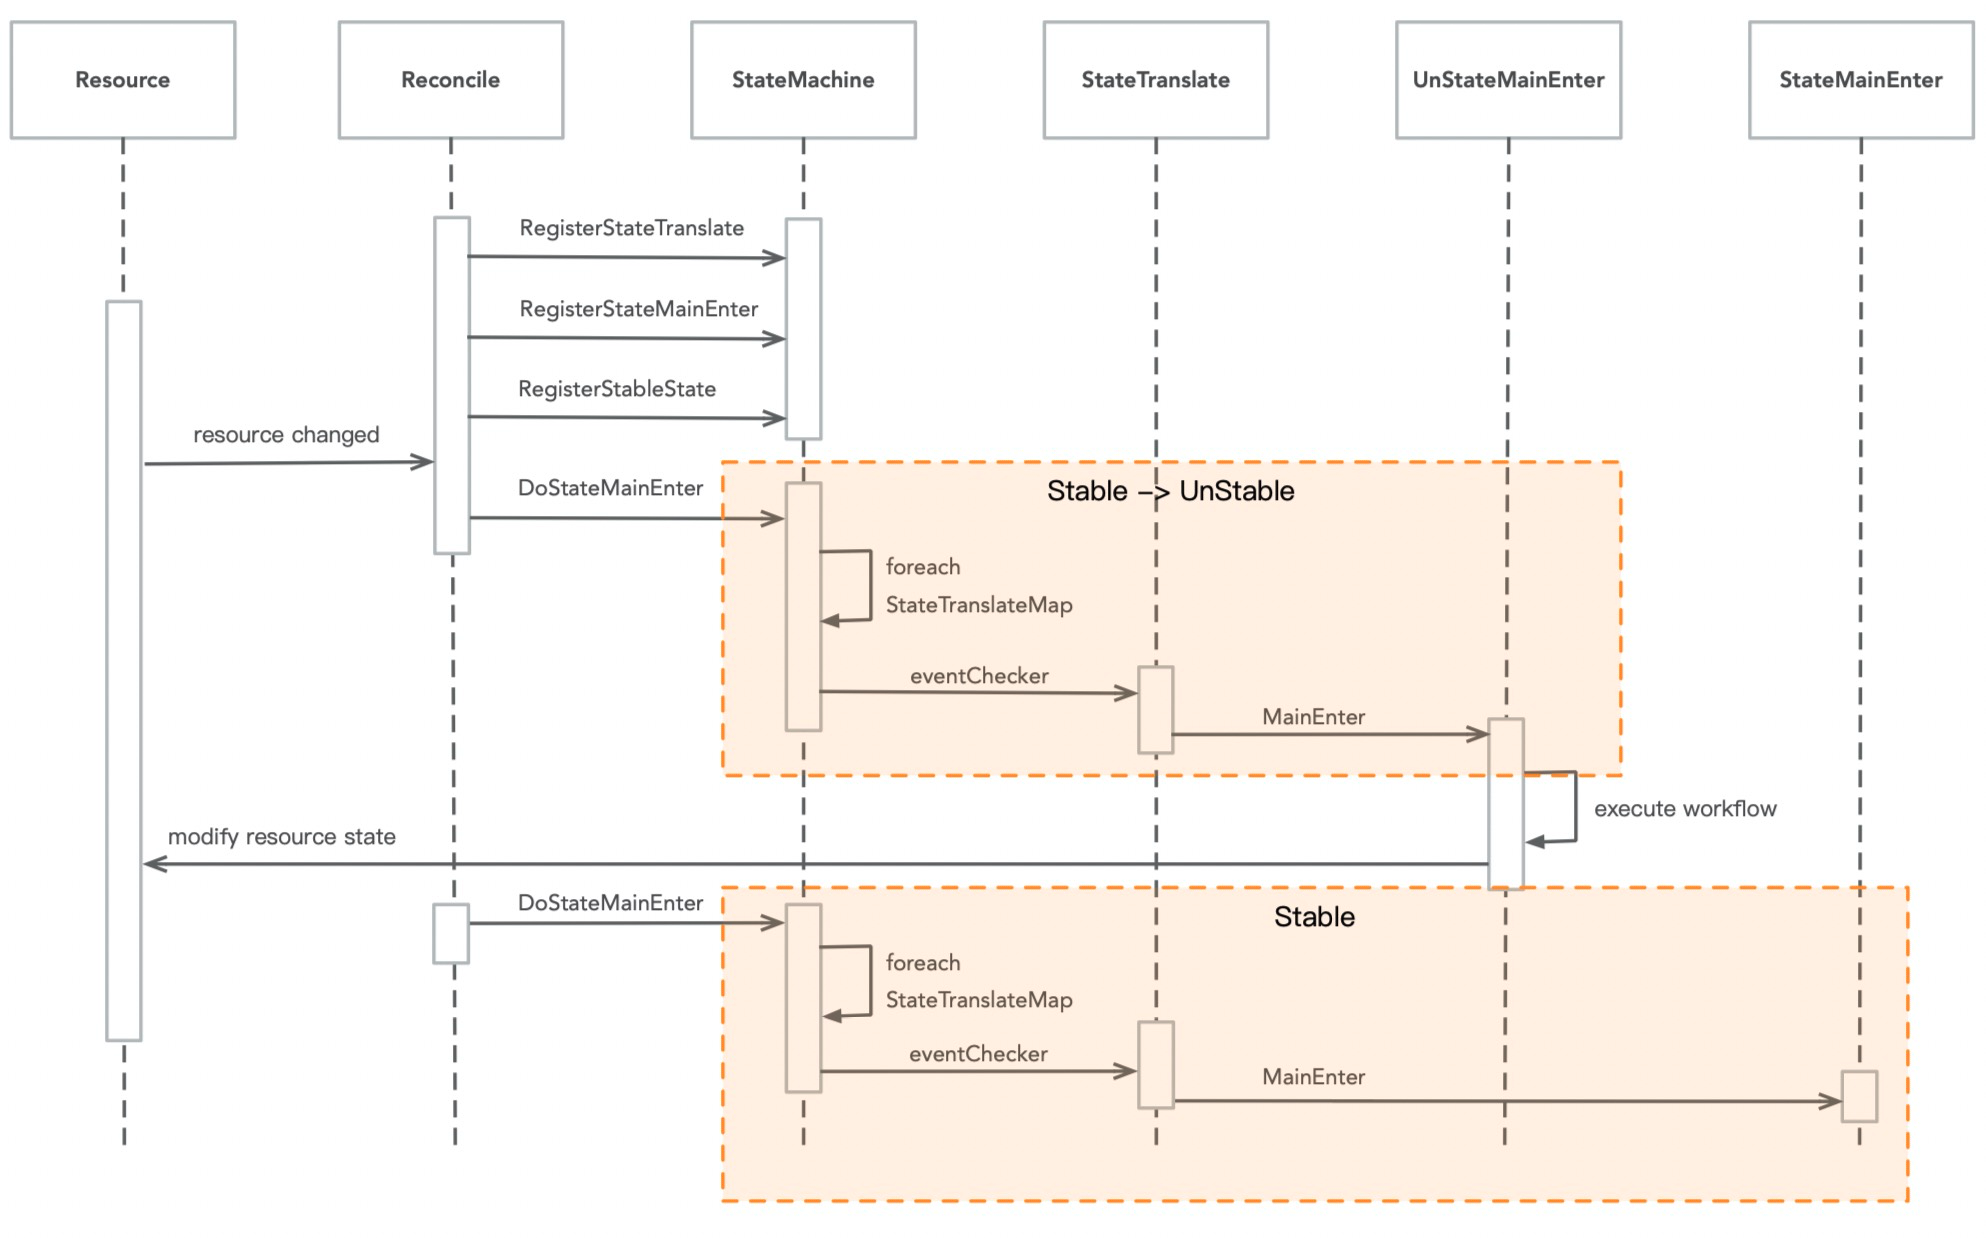 Resource
Reconcile
StateMachine
StateTranslate
UnStateMainEnter
StateMainEnter
RegisterStateTranslate
RegisterStateMainEnter
RegisterStableState
resource changed
DoStateMainEnter
Stable –> UnStable
foreach
StateTranslateMap
eventChecker
MainEnter
execute workflow
modify resource state
DoStateMainEnter
Stable
foreach
StateTranslateMap
eventChecker
MainEnter